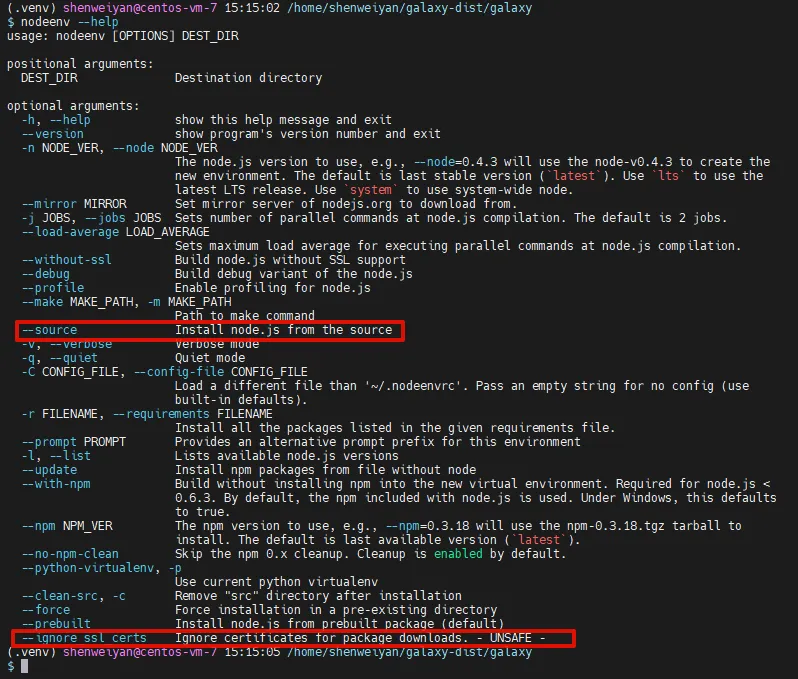 (.venv) shenweiyan@centos-vm-7 15:15:02 /home/shenweiyan/galaxy-dist/galaxy
$ nodeenv --help
usage: nodeenv [OPTIONS] DEST_DIR
positional arguments:
DEST_DIR Destination directory
optional arguments:
-h, --help show this help message and exit
--version show program's version number and exit
-n NODE_VER, --node NODE_VER
The node.js version to use, e.g., --node=0.4.3 will use the node-v0.4.3 to create the
new environment. The default is last stable version (`latest`). Use `lts` to use the
latest LTS release. Use `system` to use system-wide node.
--mirror MIRROR Set mirror server of nodejs.org to download from.
-j JOBS, --jobs JOBS Sets number of parallel commands at node.js compilation. The default is 2 jobs.
--load-average LOAD_AVERAGE
Sets maximum load average for executing parallel commands at node.js compilation.
--without-ssl Build node.js without SSL support
--debug Build debug variant of the node.js
--profile Enable profiling for node.js
--make MAKE_PATH, -m MAKE_PATH
Path to make command
--source Install node.js from the source
-v, --verbose Verbose mode
-q, --quiet Quiet mode
-C CONFIG_FILE, --config-file CONFIG_FILE
Load a different file than '~/.nodeenvrc'. Pass an empty string for no config (use
built-in defaults).
-r FILENAME, --requirements FILENAME
Install all the packages listed in the given requirements file.
--prompt PROMPT Provides an alternative prompt prefix for this environment
-l, --list Lists available node.js versions
--update Install npm packages from file without node
--with-npm Build without installing npm into the new virtual environment. Required for node.js <
0.6.3. By default, the npm included with node.js is used. Under Windows, this defaults
to true.
--npm NPM_VER The npm version to use, e.g., --npm=0.3.18 will use the npm-0.3.18.tgz tarball to
install. The default is last available version (`latest`).
--no-npm-clean Skip the npm 0.x cleanup. Cleanup is enabled by default.
--python-virtualenv, -p
Use current python virtualenv
--clean-src, -c Remove "src" directory after installation
--force Force installation in a pre-existing directory
--prebuilt Install node.js from prebuilt package (default)
--ignore_ssl_certs Ignore certificates for package downloads. - UNSAFE -
(.venv) shenweiyan@centos-vm-7 15:15:05 /home/shenweiyan/galaxy-dist/galaxy
$